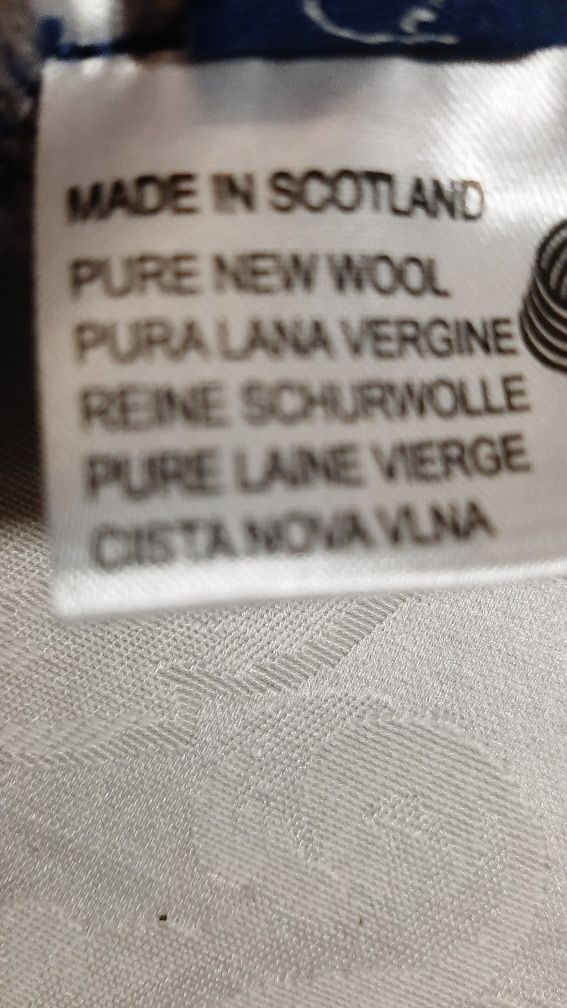 MADE IN SCOTLAND
PURE NEW WOOL
PURA LANA VERGINE
REINE SCHURWOLLE
PURE LAINE VIERGE
CISTA NOVA VLNA